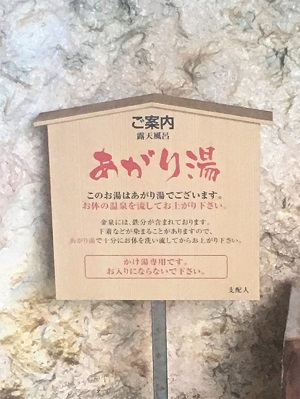 ご案内
露天風呂
あがり湯
このお湯はあがり湯でございます。
お体の温泉を流してお上がり下さい。
金泉には、鉄分が含まれております。
下着などが染まることがありますので、
あがり湯で十分にお体を洗い流してからお上がり下さい。
かけ湯専用です。
お入りにならないで下さい。
支配人